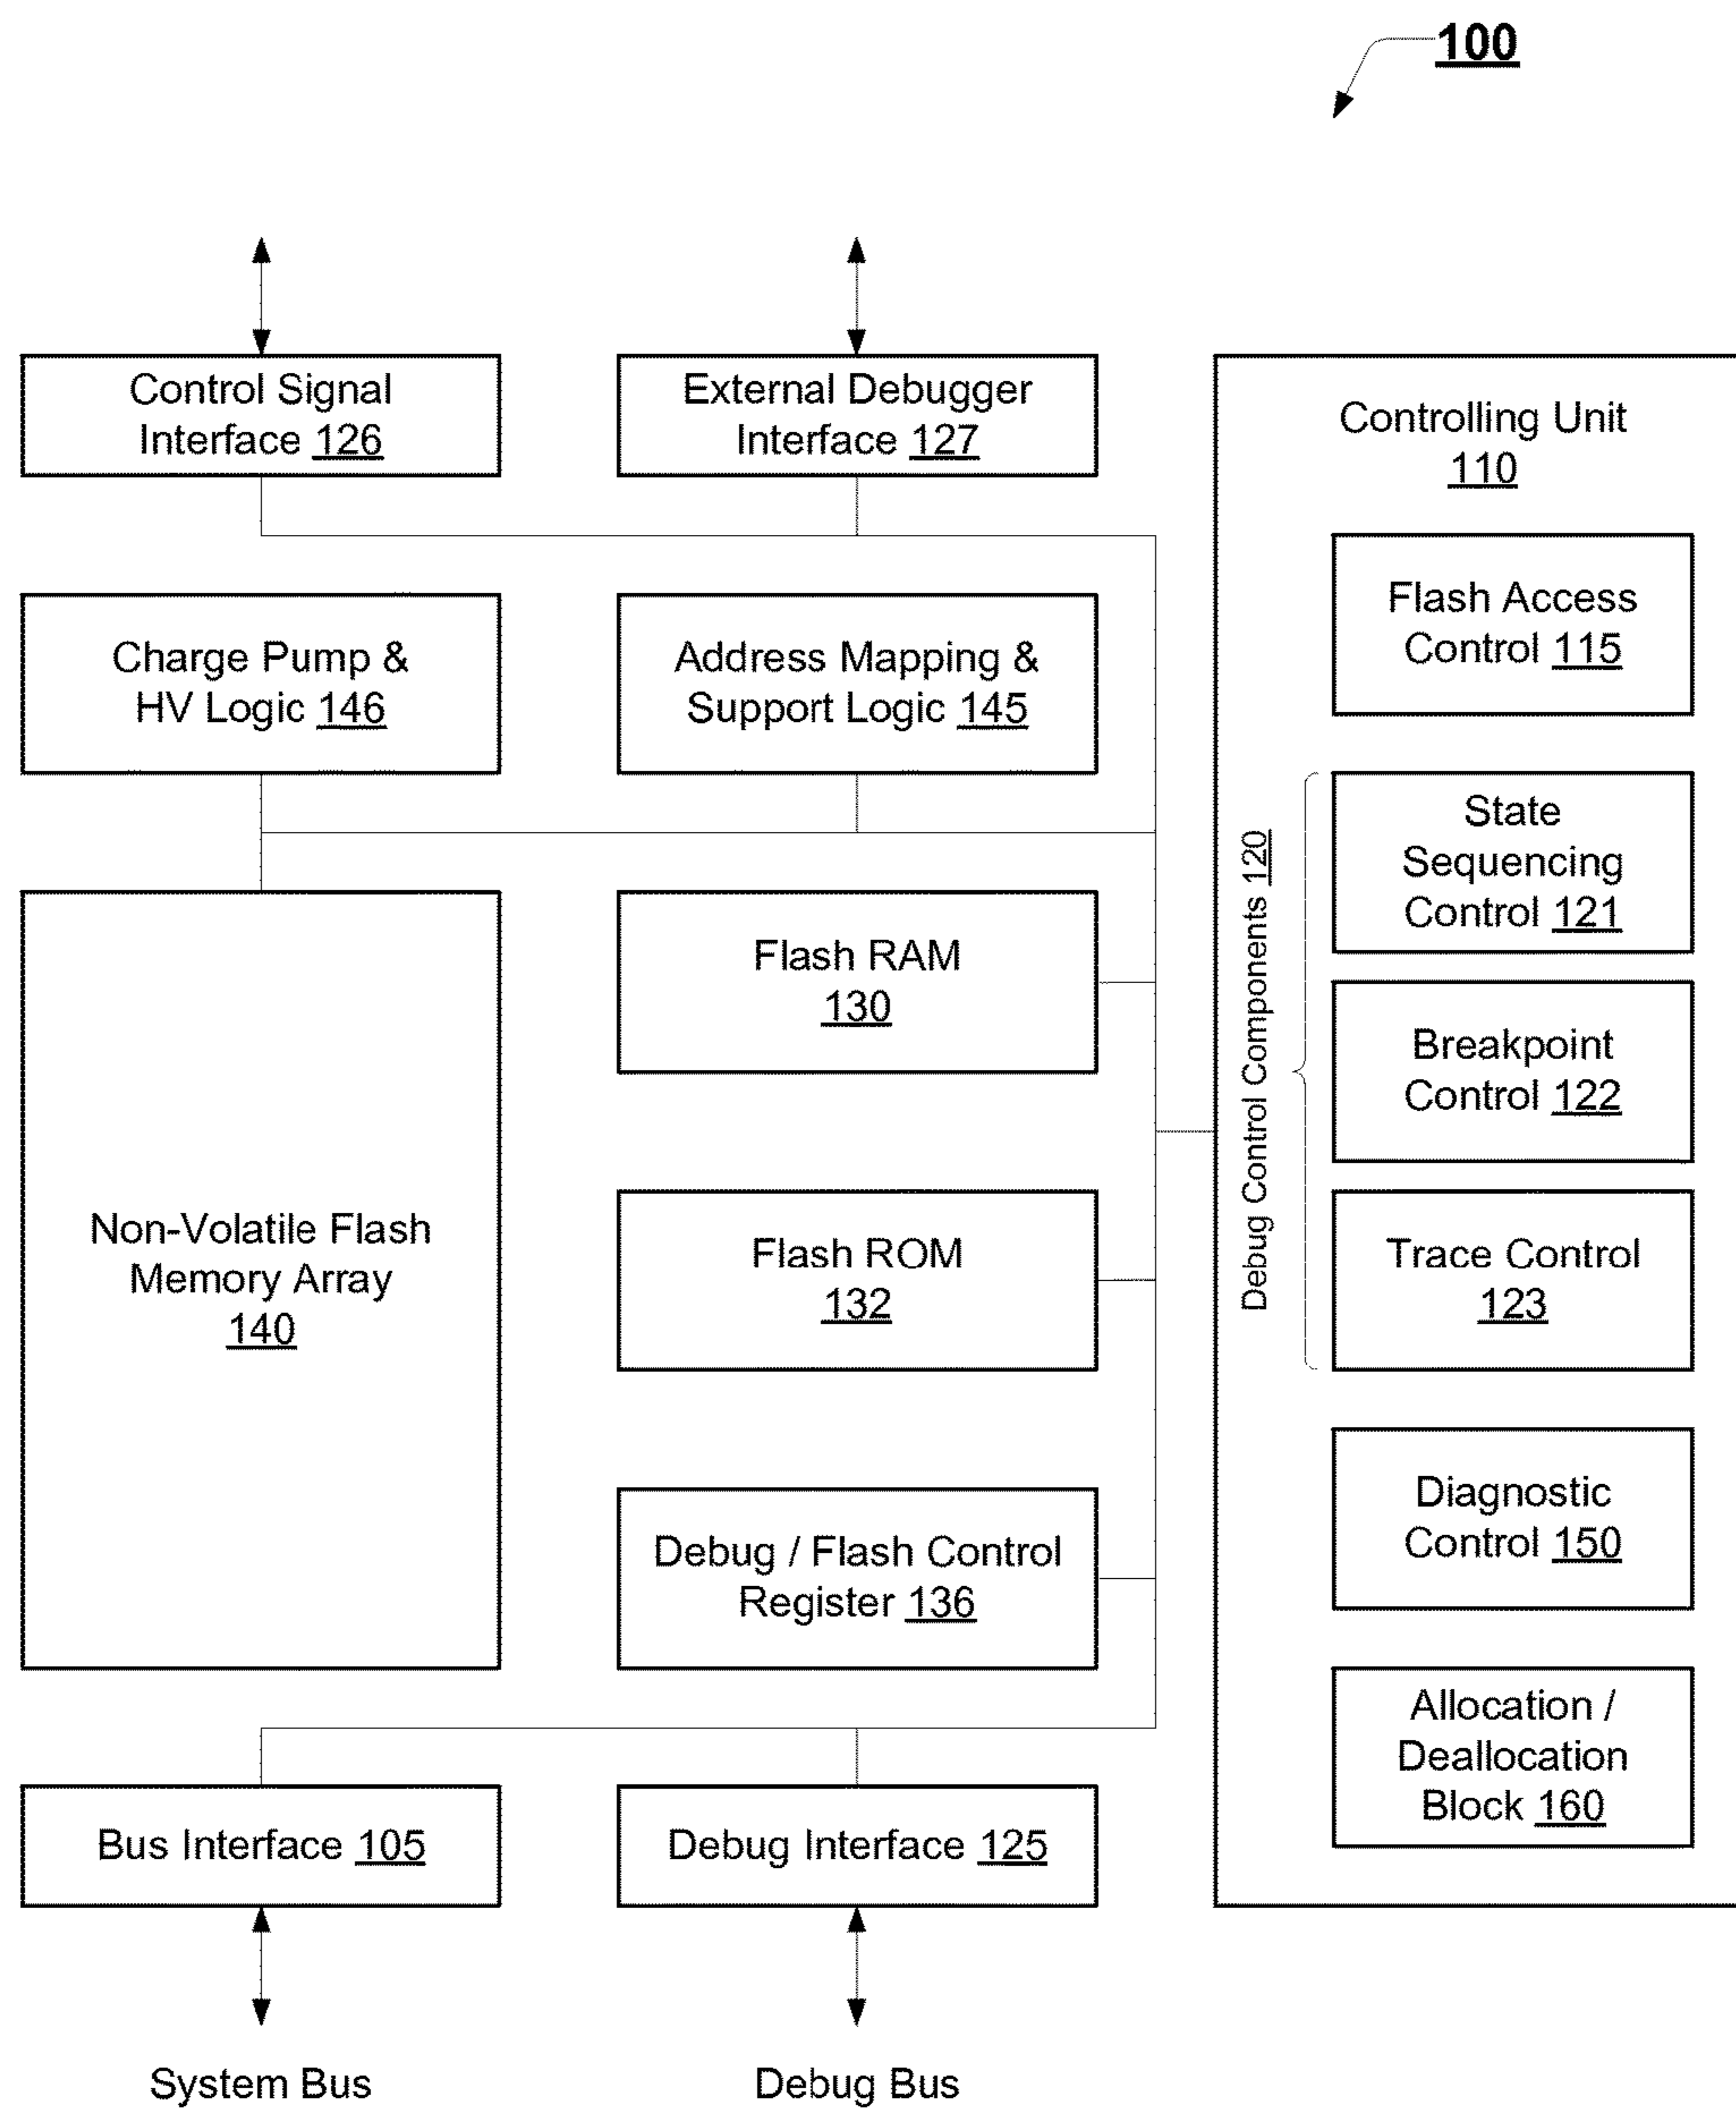 100
Control Signal
Interface 126
External Debugger
Interface 127
Charge Pump &
HV Logic 146
Address Mapping &
Support Logic 145
Non-Volatile Flash
Memory Array
140
Flash RAM
130
Flash ROM
132
Debug / Flash Control
Register 136
Bus Interface 105
Debug Interface 125
System Bus
Debug Bus
Controlling Unit
110
Flash Access
Control 115
Debug Control Components 120
State
Sequencing
Control 121
Breakpoint
Control 122
Trace Control
123
Diagnostic
Control 150
Allocation /
Deallocation
Block 160